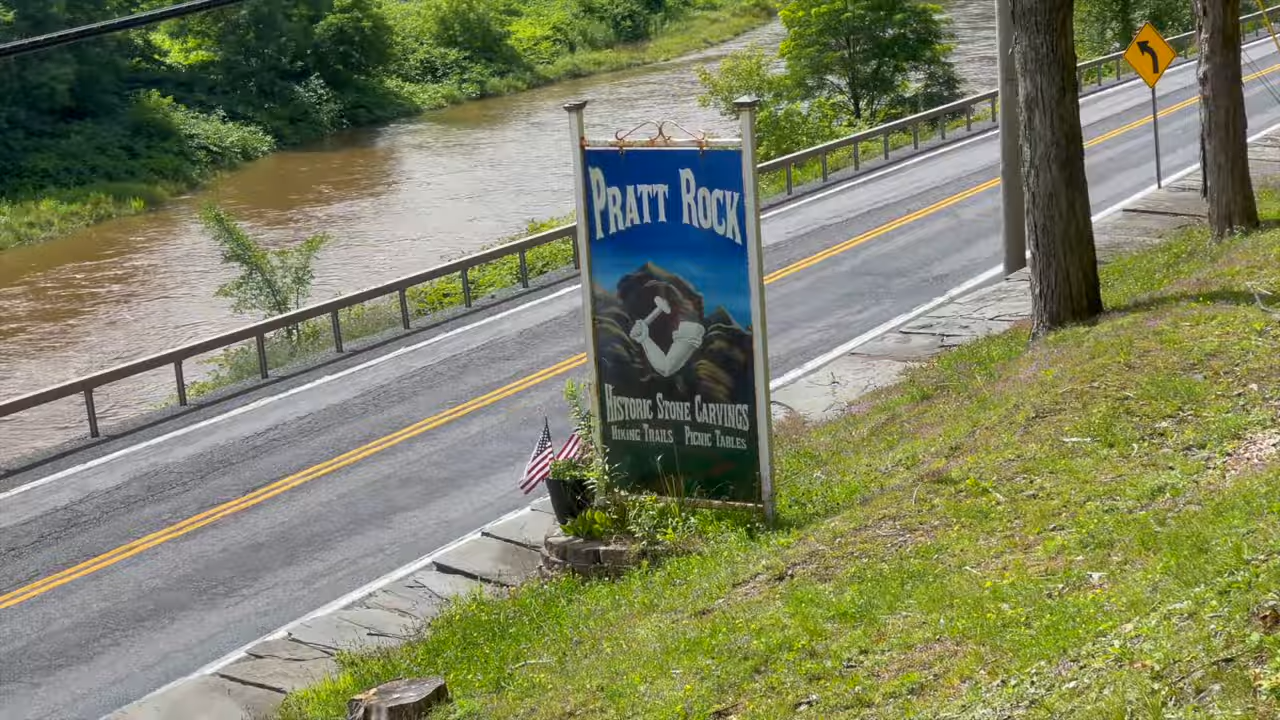 PRATT ROCK
HISTORIC STONE CARVINGS
HIKING TRAILS PICNIC TABLES